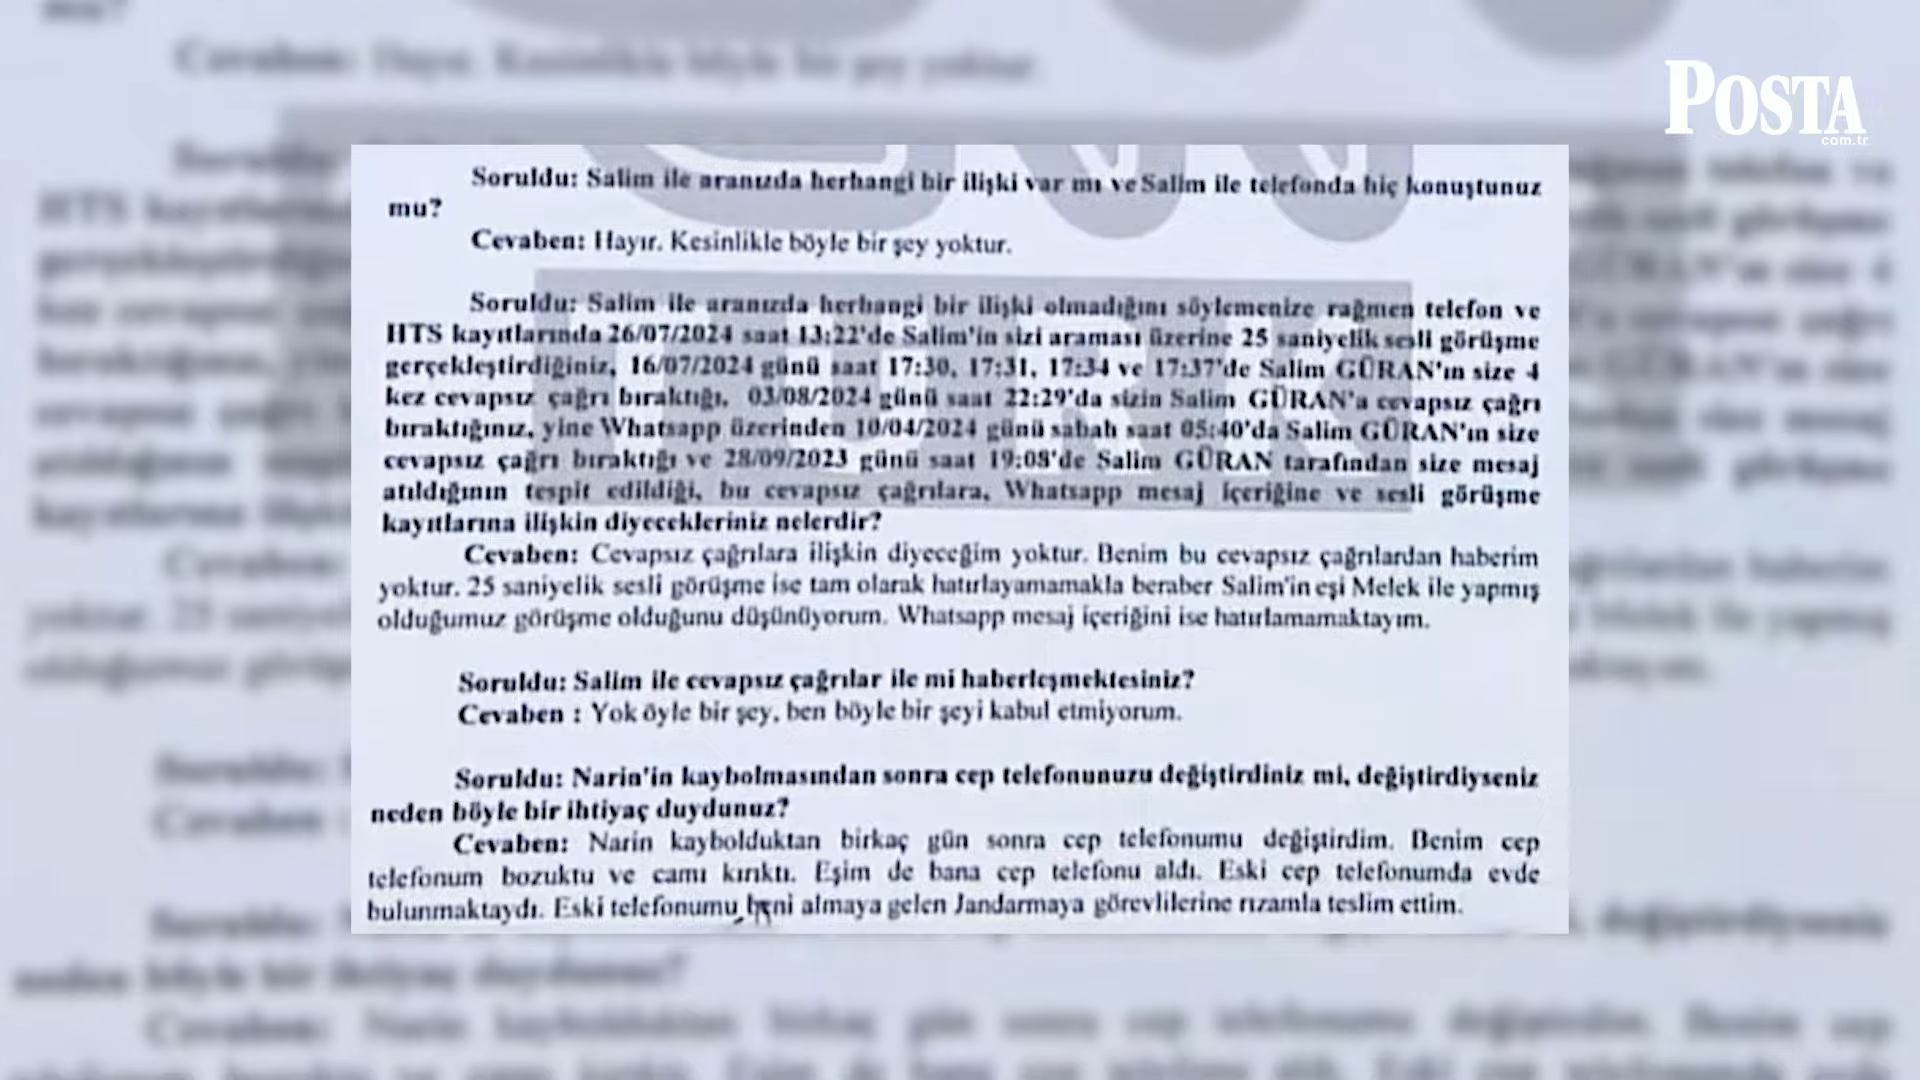 POSTA
com.tr
Soruldu: Salim ile aranızda herhangi bir ilişki var mı ve Salim ile telefonda hiç konuştunuz
mu?
Cevaben: Hayır. Kesinlikle böyle bir şey yoktur.
Soruldu: Salim ile aranızda herhangi bir ilişki olmadığını söylemenize rağmen telefon ve
HTS kayıtlarında 26/07/2024 saat 13:22'de Salim'in sizi araması üzerine 25 saniyelik sesli görüşme
gerçekleştirdiğiniz, 16/07/2024 günü saat 17:30, 17:31, 17:34 ve 17:37'de Salim GÜRAN'ın size 4
kez cevapsız çağrı bıraktığı, 03/08/2024 günü saat 22:29'da sizin Salim GÜRAN'a cevapsız çağrı
bıraktığınız, yine Whatsapp üzerinden 10/04/2024 günü sabah saat 05:40'da Salim GÜRAN'ın size
cevapsız çağrı bıraktığı ve 28/09/2023 günü saat 19:08'de Salim GÜRAN tarafından size mesaj
atıldığının tespit edildiği, bu cevapsız çağrılara, Whatsapp mesaj içeriğine ve sesli görüşme
kayıtlarına ilişkin diyecekleriniz nelerdir?
Cevaben: Cevapsız çağrılara ilişkin diyeceğim yoktur. Benim bu cevapsız çağrılardan haberim
yoktur. 25 saniyelik sesli görüşme ise tam olarak hatırlayamamakla beraber Salim'in eşi Melek ile yapmış
olduğumuz görüşme olduğunu düşünüyorum. Whatsapp mesaj içeriğini ise hatırlamamaktayım.
Soruldu: Salim ile cevapsız çağrılar ile mi haberleşmektesiniz?
Cevaben : Yok öyle bir şey, ben böyle bir şeyi kabul etmiyorum.
Soruldu: Narin'in kaybolmasından sonra cep telefonunuzu değiştirdiniz mi, değiştirdiyseniz
neden böyle bir ihtiyaç duydunuz?
Cevaben: Narin kaybolduktan birkaç gün sonra cep telefonumu değiştirdim. Benim cep
telefonum bozuktu ve camı kırıktı. Eşim de bana cep telefonu aldı. Eski cep telefonumda evde
bulunmaktaydı. Eski telefonumu beni almaya gelen Jandarmaya görevlilerine rızamla teslim ettim.